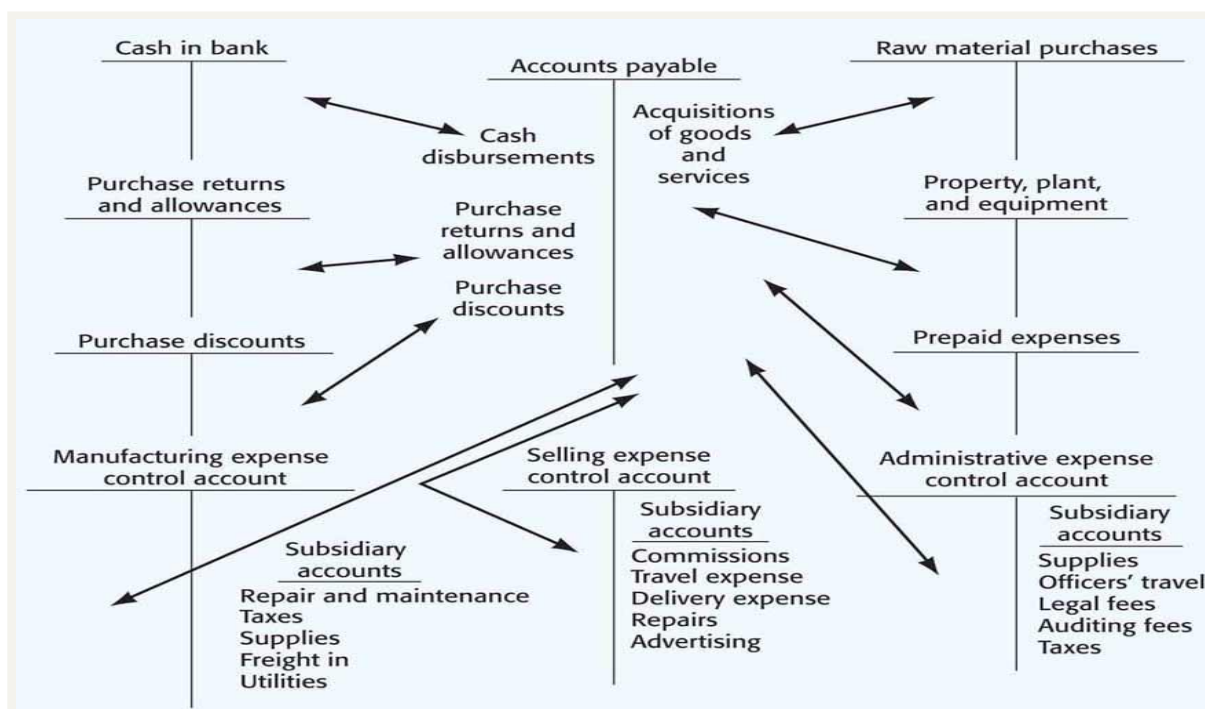 Cash in bank
Accounts payable
Raw material purchases
Cash
disbursements
Acquisitions
of goods
and
services
Purchase returns
and allowances
Purchase
returns and
allowances
Property, plant,
and equipment
Purchase
discounts
Purchase discounts
Prepaid expenses
Manufacturing expense
control account
Selling expense
control account
Administrative expense
control account
Subsidiary
accounts
Repair and maintenance
Taxes
Supplies
Freight in
Utilities
Subsidiary
accounts
Commissions
Travel expense
Delivery expense
Repairs
Advertising
Subsidiary
accounts
Supplies
Officers’ travel
Legal fees
Auditing fees
Taxes